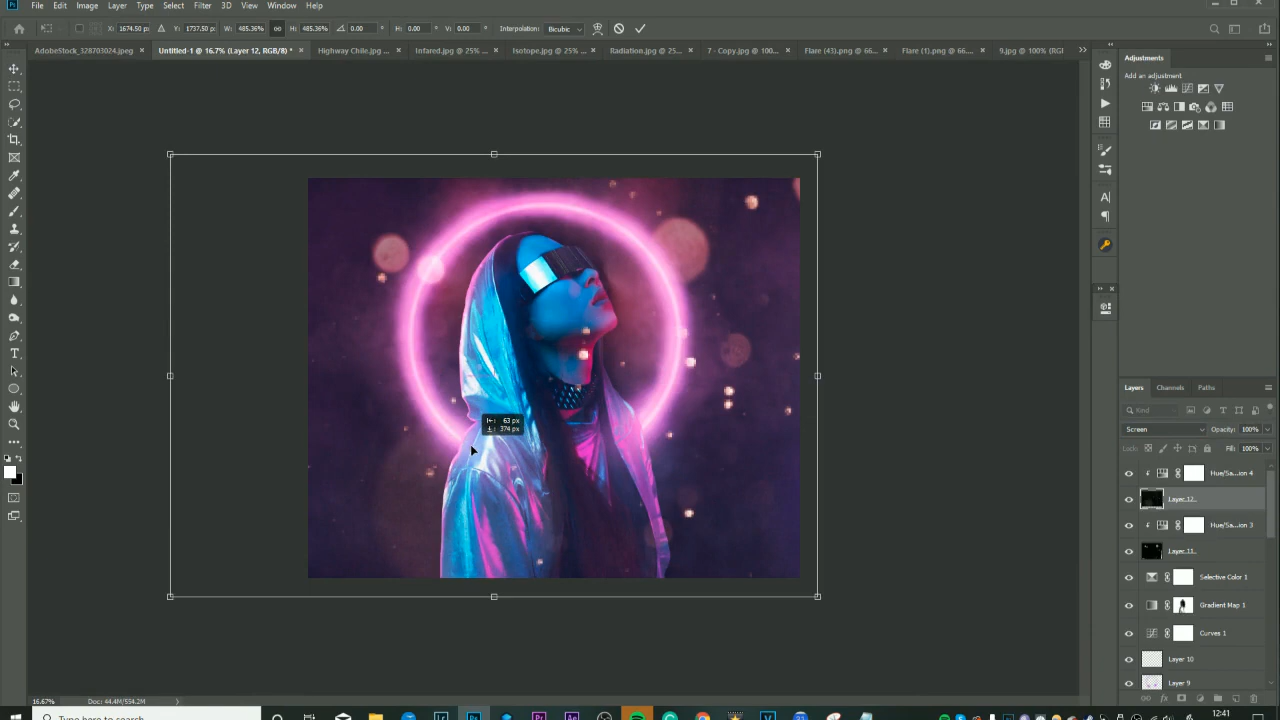 Ps File Edit Image Layer Type Select Filter 3D View Window Help
X: 1674.50 px Y: 1737.50 px W: 485.36% H: 485.36% 0.00 ° H: 0.00 ° V: 0.00 ° Interpolation: Bicubic
AdobeStock_328703024.jpeg × Untitled-1 @ 16.7% (Layer 12, RGB/8) * × Highway Chile.jpg ... × Infared.jpg @ 25% ... × Isotope.jpg @ 25% ... × Radiation.jpg @ 25... × 7 - Copy.jpg @ 100... × Flare (43).png @ 66.... × Flare (1).png @ 66.... × 9.jpg @ 100% (RGI
Adjustments
Add an adjustment
63 px
374 px
Layers Channels Paths
Kind
Screen Opacity: 100%
Lock: Fill: 100%
Hue/Sa...ion 4
Layer 12
Hue/Sa...ion 3
Layer 11
Selective Color 1
Gradient Map 1
Curves 1
Layer 10
Layer 9
16.67% Doc: 44.4M/554.2M
Type here to search
12:41